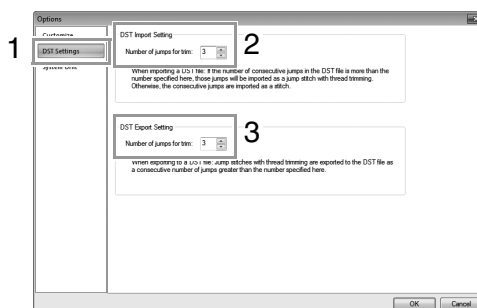 Options
Customize
DST Settings
System Unit
1
DST Import Setting
Number of jumps for trim: 3
2
When importing a DST file: If the number of consecutive jumps in the DST file is more than the
number specified here, those jumps will be imported as a jump stitch with thread trimming.
Otherwise, the consecutive jumps are imported as a stitch.
DST Export Setting
Number of jumps for trim: 3
3
When exporting to a DST file: Jump stitches with thread trimming are exported to the DST file as
a consecutive number of jumps greater than the number specified here.
OK
Cancel